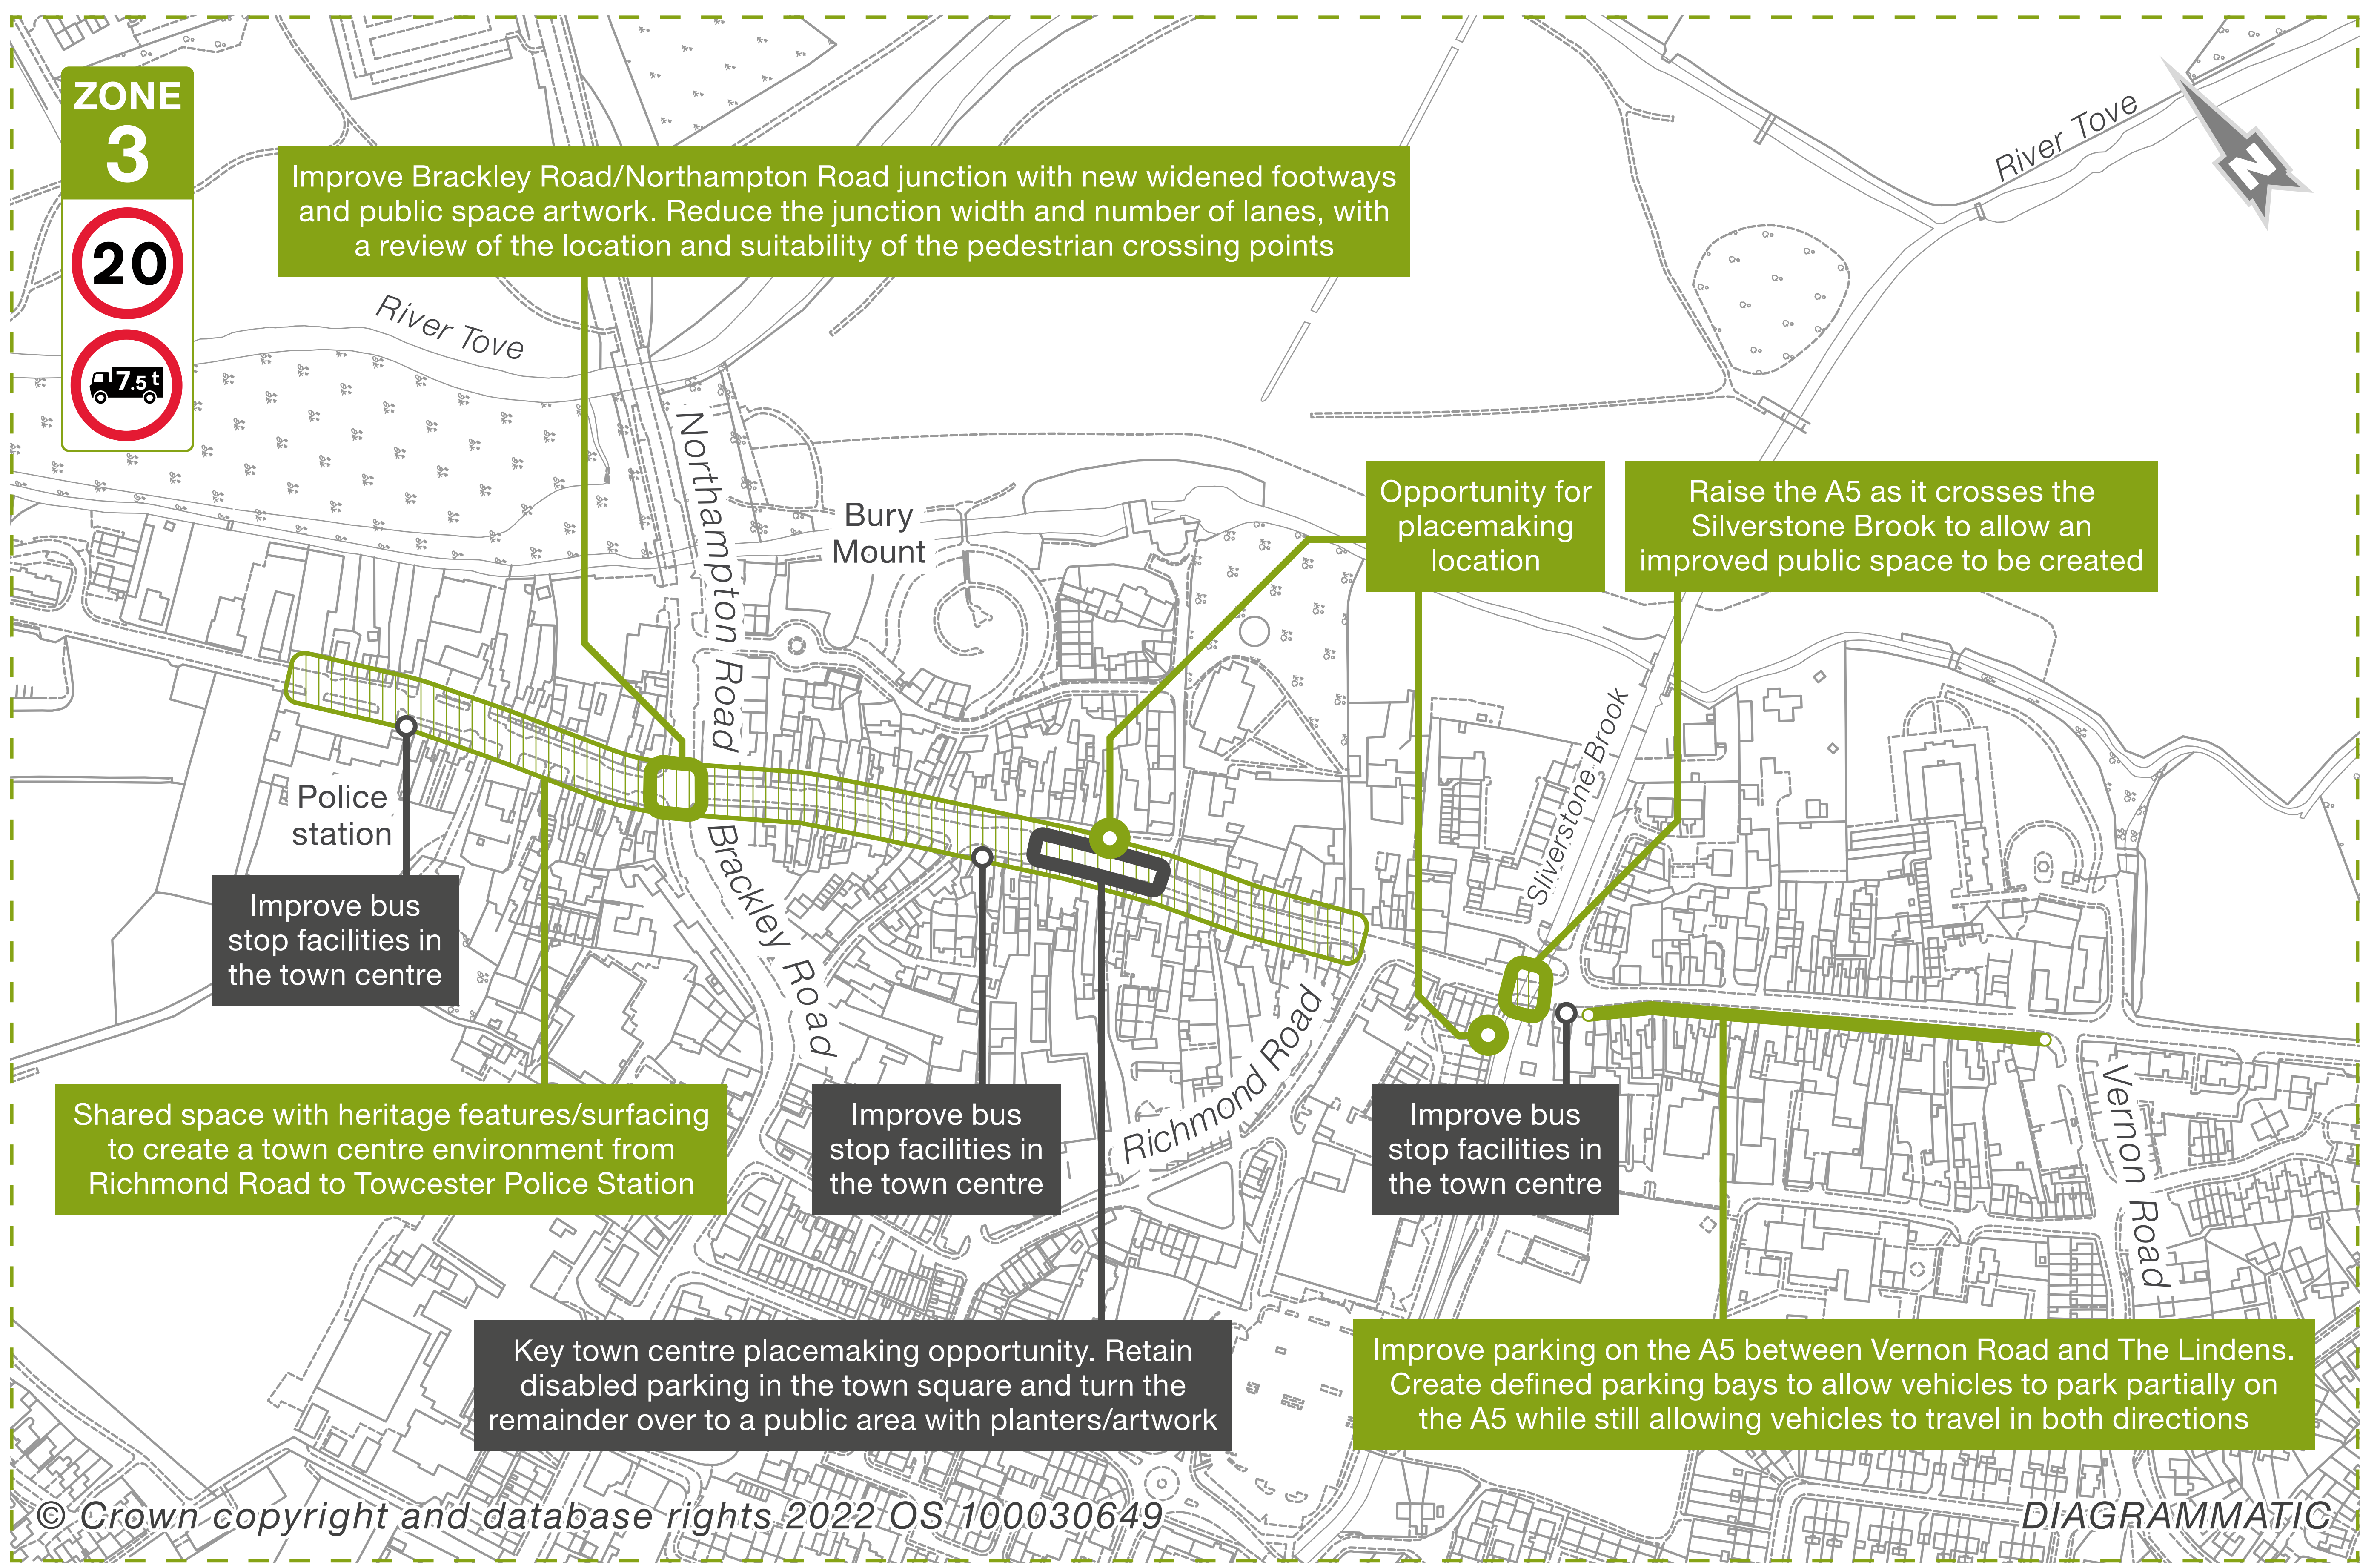 ZONE
3
20
7.5 t
Improve Brackley Road/Northampton Road junction with new widened footways
and public space artwork. Reduce the junction width and number of lanes, with
a review of the location and suitability of the pedestrian crossing points
River Tove
N
River Tove
Northampton Road
Bury
Mount
Opportunity for
placemaking
location
Raise the A5 as it crosses the
Silverstone Brook to allow an
improved public space to be created
Silverstone Brook
Police
station
Brackley Road
Improve bus
stop facilities in
the town centre
Richmond Road
Vernon Road
Shared space with heritage features/surfacing
to create a town centre environment from
Richmond Road to Towcester Police Station
Improve bus
stop facilities in
the town centre
Improve bus
stop facilities in
the town centre
Key town centre placemaking opportunity. Retain
disabled parking in the town square and turn the
remainder over to a public area with planters/artwork
Improve parking on the A5 between Vernon Road and The Lindens.
Create defined parking bays to allow vehicles to park partially on
the A5 while still allowing vehicles to travel in both directions
© Crown copyright and database rights 2022 OS 100030649
DIAGRAMMATIC